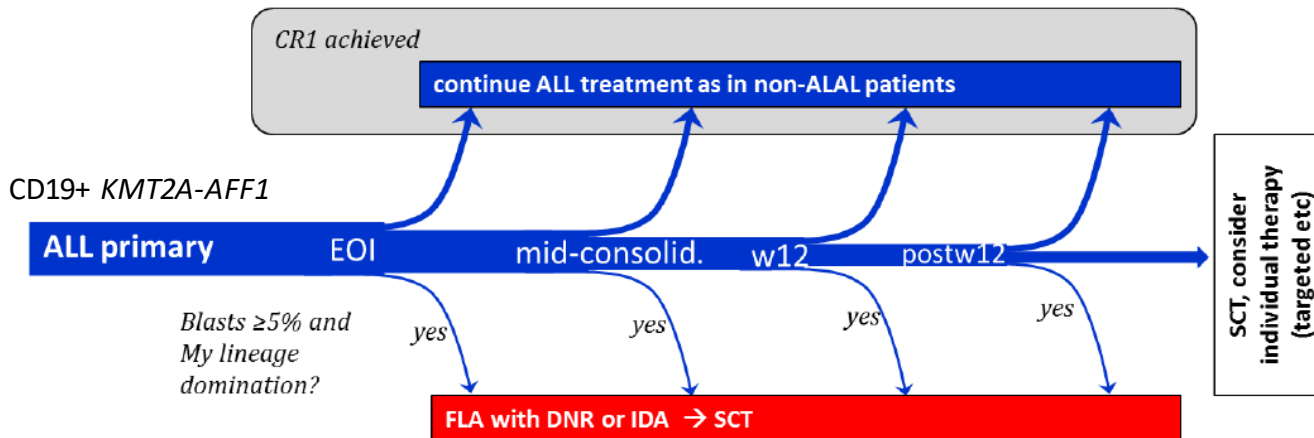 CR1 achieved
continue ALL treatment as in non-ALAL patients
CD19+ KMT2A-AFF1
ALL primary
EOI
mid-consolid.
w12
postw12
Blasts ≥5% and
My lineage
domination?
yes
yes
yes
yes
FLA with DNR or IDA → SCT
SCT, consider
individual therapy
(targeted etc)